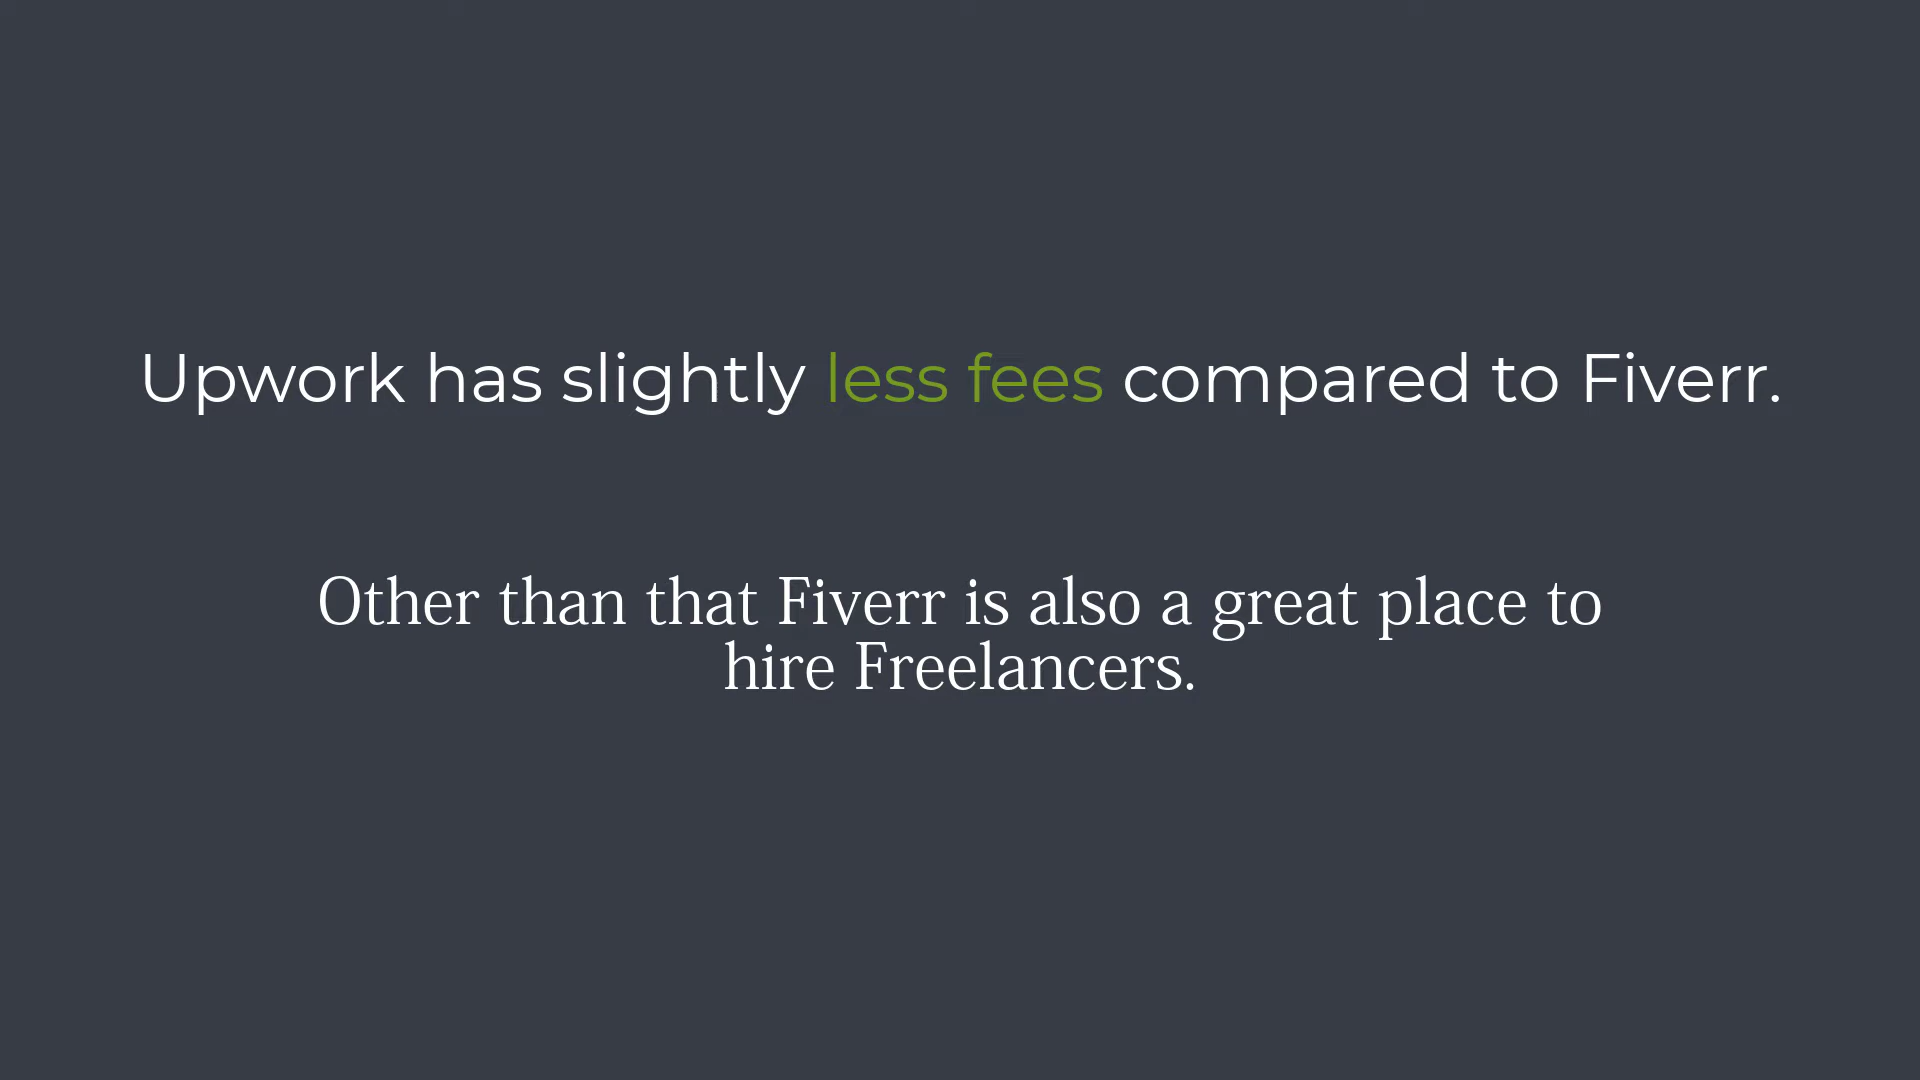 Upwork has slightly less fees compared to Fiverr.
Other than that Fiverr is also a great place to
hire Freelancers.